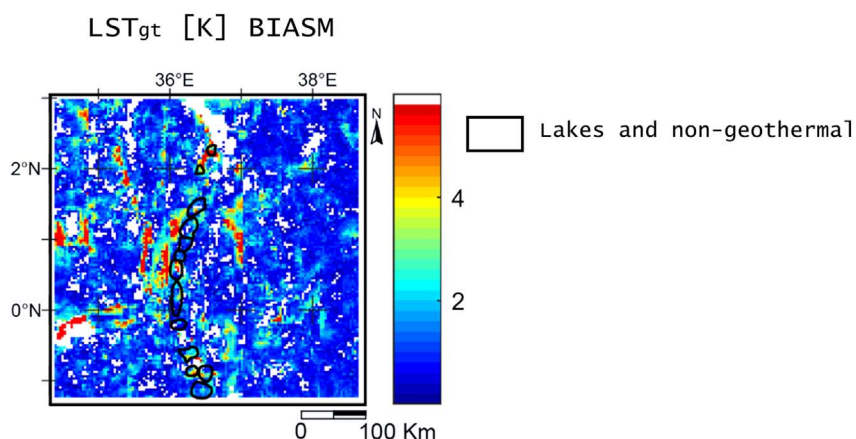 LSTgt [K] BIASM
36°E 38°E
N
2°N
0°N
4
2
0 100 Km
Lakes and non-geothermal